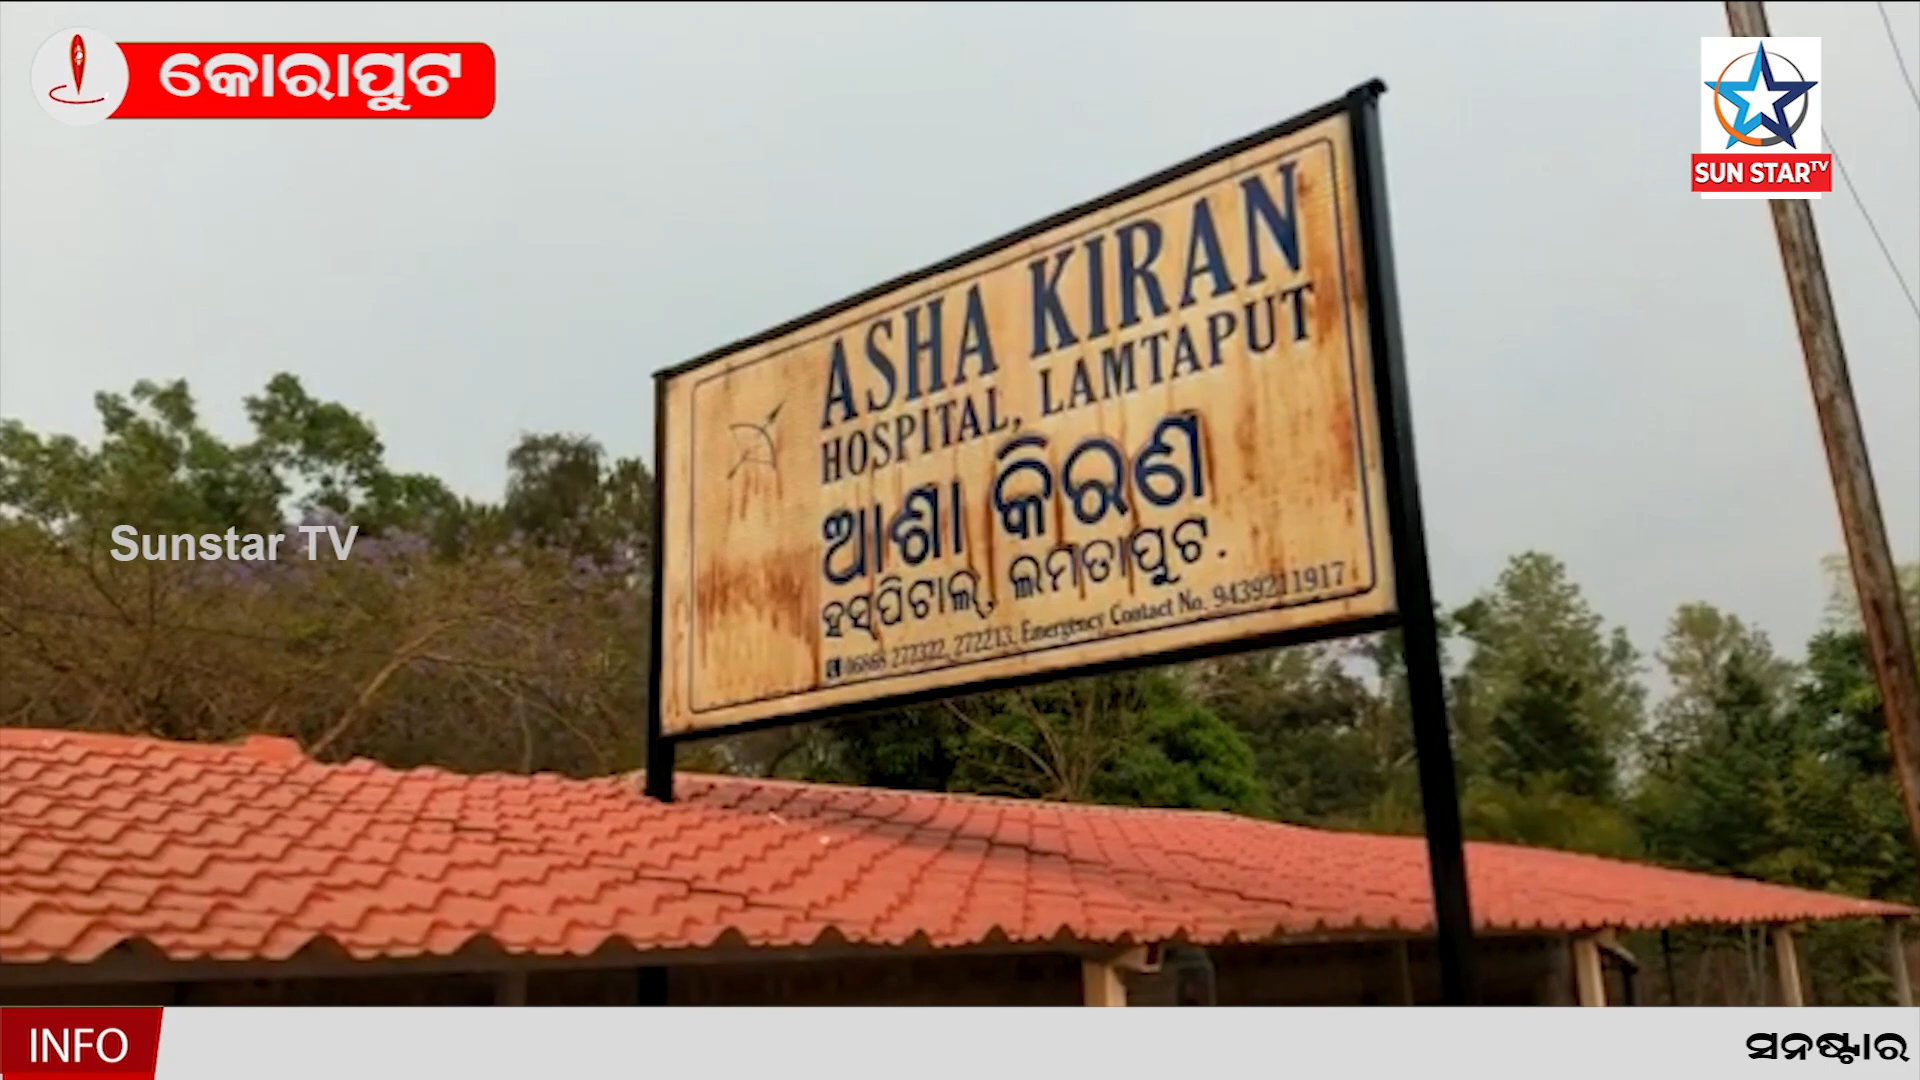 କୋରାପୁଟ
SUN STAR TV
ASHA KIRAN
HOSPITAL, LAMTAPUT
ଆଶା କିରଣ
ହସ୍ପିଟାଲ୍, ଲମତାପୁଟ.
06868 272322, 272213, Emergency Contact No. 9439211917
Sunstar TV
INFO
ସନଷ୍ଟାର